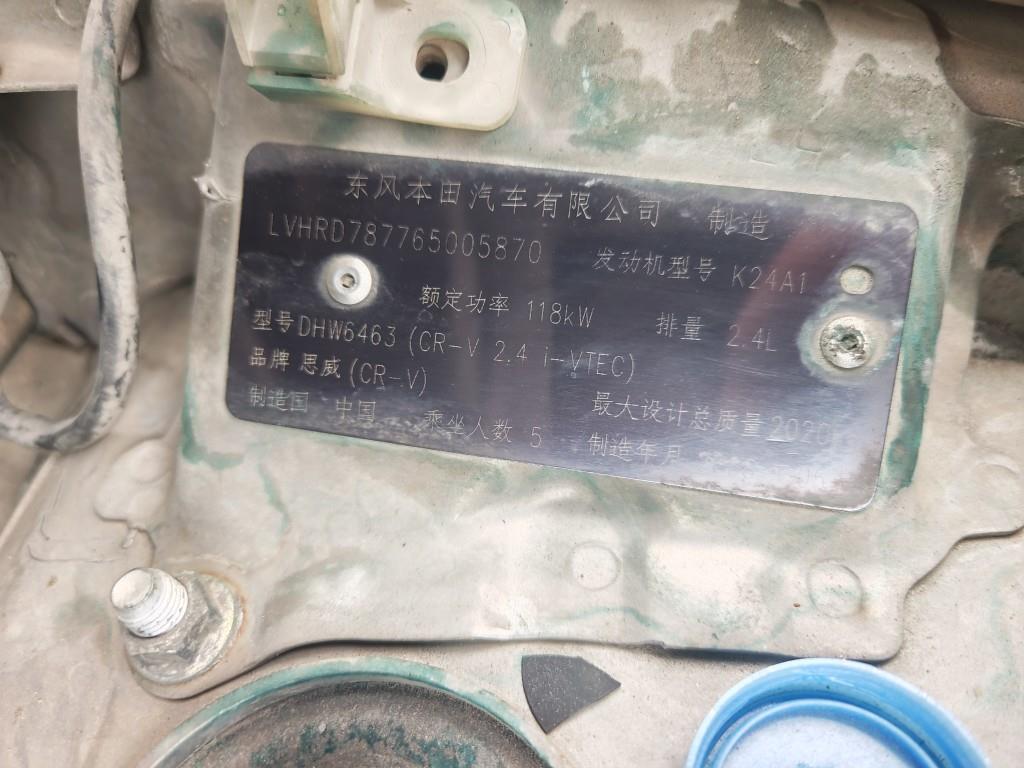 东风本田汽车有限公司 制造
LVHRD787765005870 发动机型号 K24A1
额定功率 118kW 排量 2.4L
型号DHW6463 (CR-V 2.4 i-VTEC)
品牌 思威(CR-V) 最大设计总质量2020
制造国 中国 乘坐人数 5 制造年月